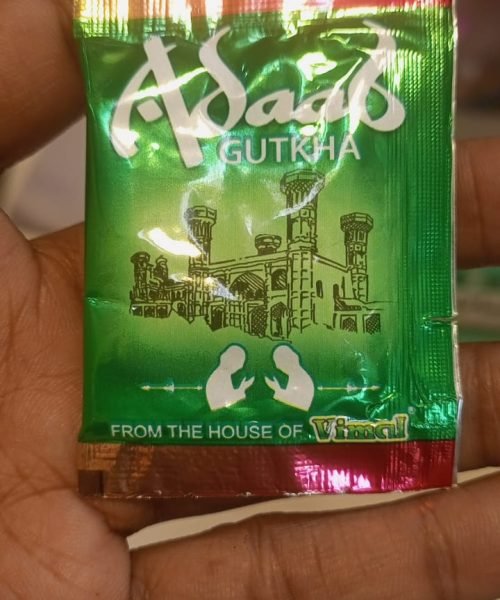 Adaab
GUTKHA
FROM THE HOUSE OF Vimal